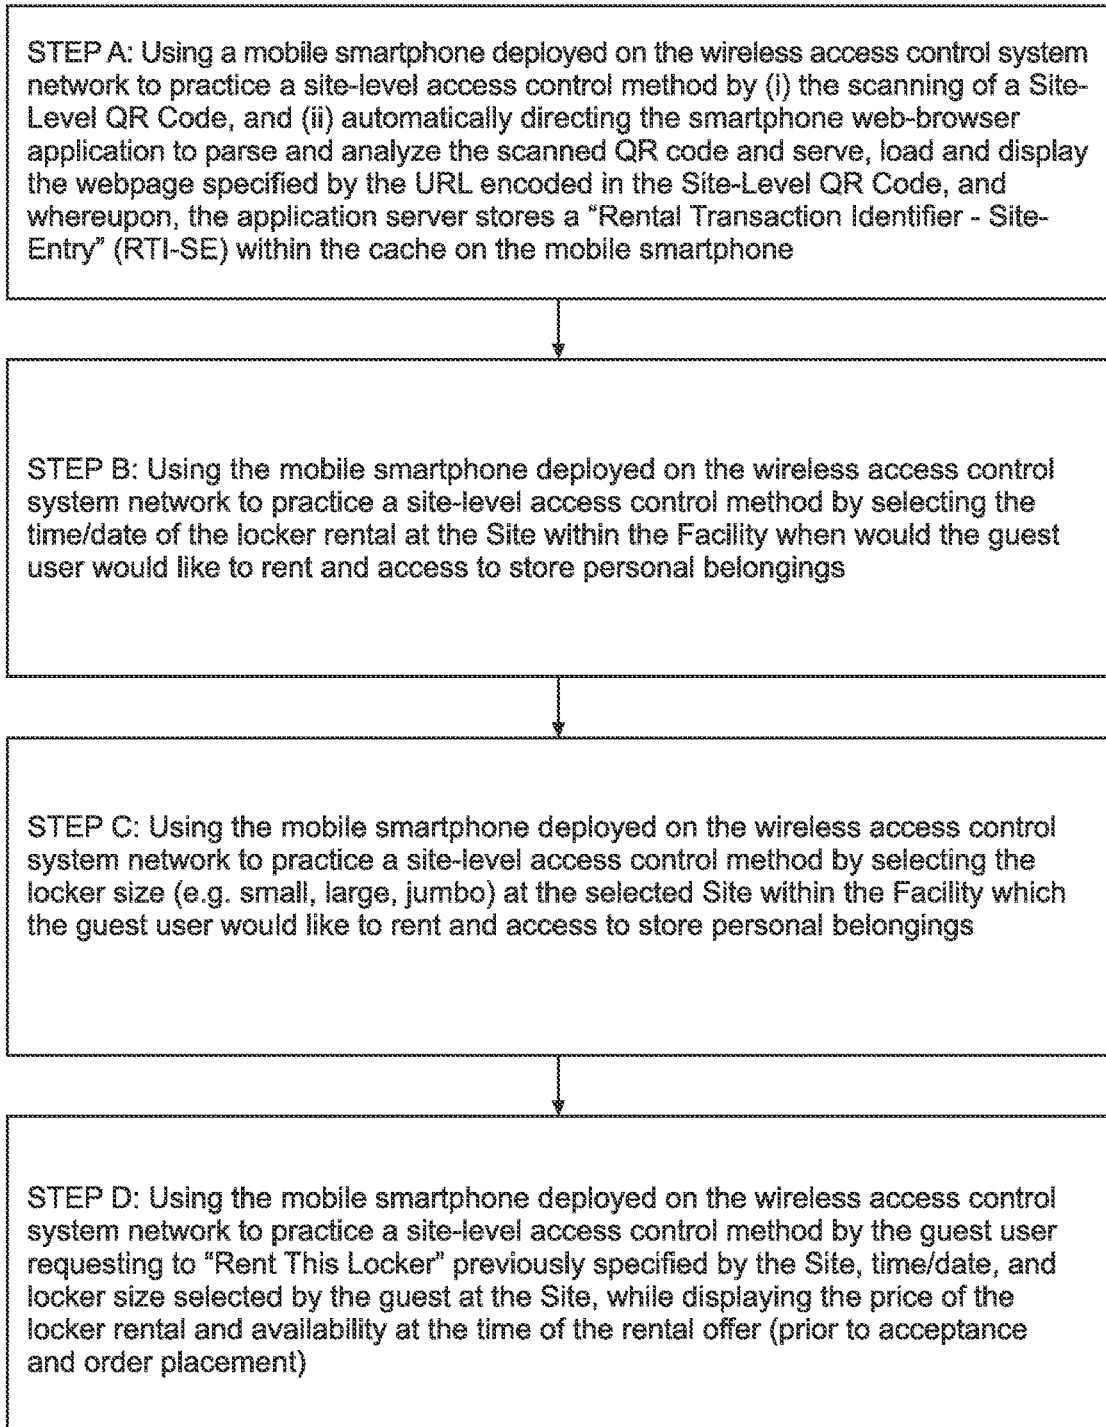 STEP A: Using a mobile smartphone deployed on the wireless access control system
network to practice a site-level access control method by (i) the scanning of a Site-
Level QR Code, and (ii) automatically directing the smartphone web-browser
application to parse and analyze the scanned QR code and serve, load and display
the webpage specified by the URL encoded in the Site-Level QR Code, and
whereupon, the application server stores a “Rental Transaction Identifier - Site-
Entry” (RTI-SE) within the cache on the mobile smartphone
STEP B: Using the mobile smartphone deployed on the wireless access control
system network to practice a site-level access control method by selecting the
time/date of the locker rental at the Site within the Facility when would the guest
user would like to rent and access to store personal belongings
STEP C: Using the mobile smartphone deployed on the wireless access control
system network to practice a site-level access control method by selecting the
locker size (e.g. small, large, jumbo) at the selected Site within the Facility which
the guest user would like to rent and access to store personal belongings
STEP D: Using the mobile smartphone deployed on the wireless access control
system network to practice a site-level access control method by the guest user
requesting to “Rent This Locker” previously specified by the Site, time/date, and
locker size selected by the guest at the Site, while displaying the price of the
locker rental and availability at the time of the rental offer (prior to acceptance
and order placement)